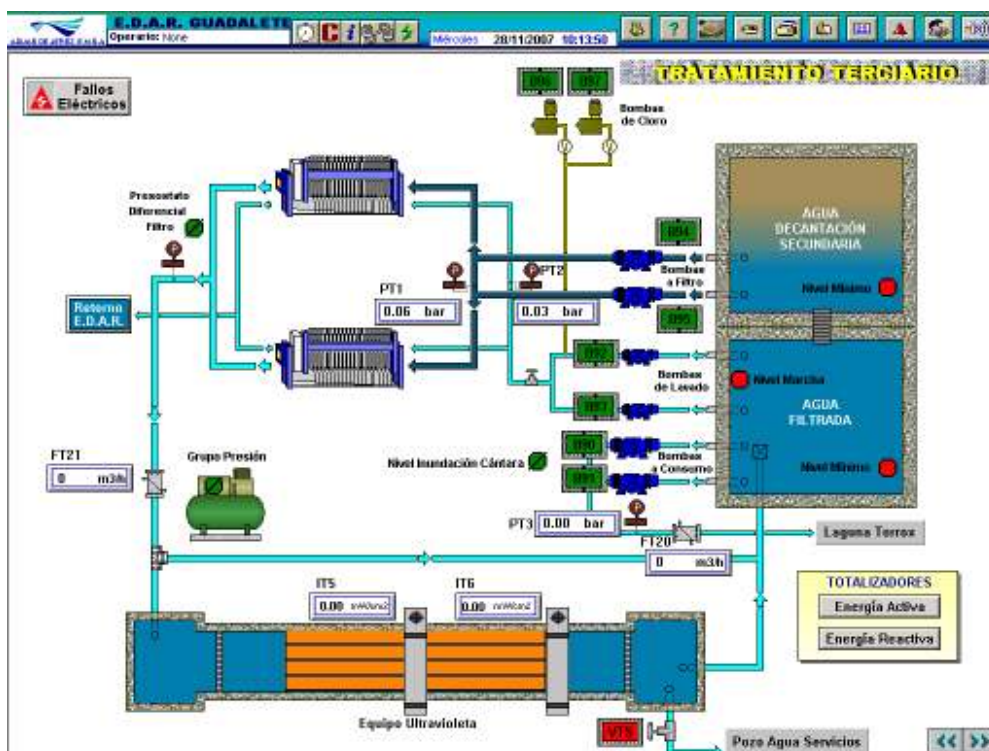 E.D.A.R. GUADALETE
Operario: None
Miércoles 28/11/2007 10:13:50
TRATAMIENTO TERCIARIO
Fallos
Eléctricos
B96
B97
Bombas
de Cloro
Presostato
Diferencial
Filtro
P
AGUA
DECANTACIÓN
SECUNDARIA
B94
Bombas
a Filtro
P
P
PT2
PT1
0.06 bar
0.03 bar
Nivel Mínimo
Retorno
E.D.A.R.
B95
B92
Bombas
de Lavado
Nivel Marcha
B93
AGUA
FILTRADA
FT21
0 m3/h
Grupo Presión
Nivel Inundación Cántara
B90
Bombas
a Consumo
B91
Nivel Mínimo
PT3
0.00 bar
P
FT20
0 m3/h
Laguna Torrox
IT5
0.00 mW/cm2
IT6
0.00 mW/cm2
TOTALIZADORES
Energía Activa
Energía Reactiva
Equipo Ultravioleta
Pozo Agua Servicios
<< >>